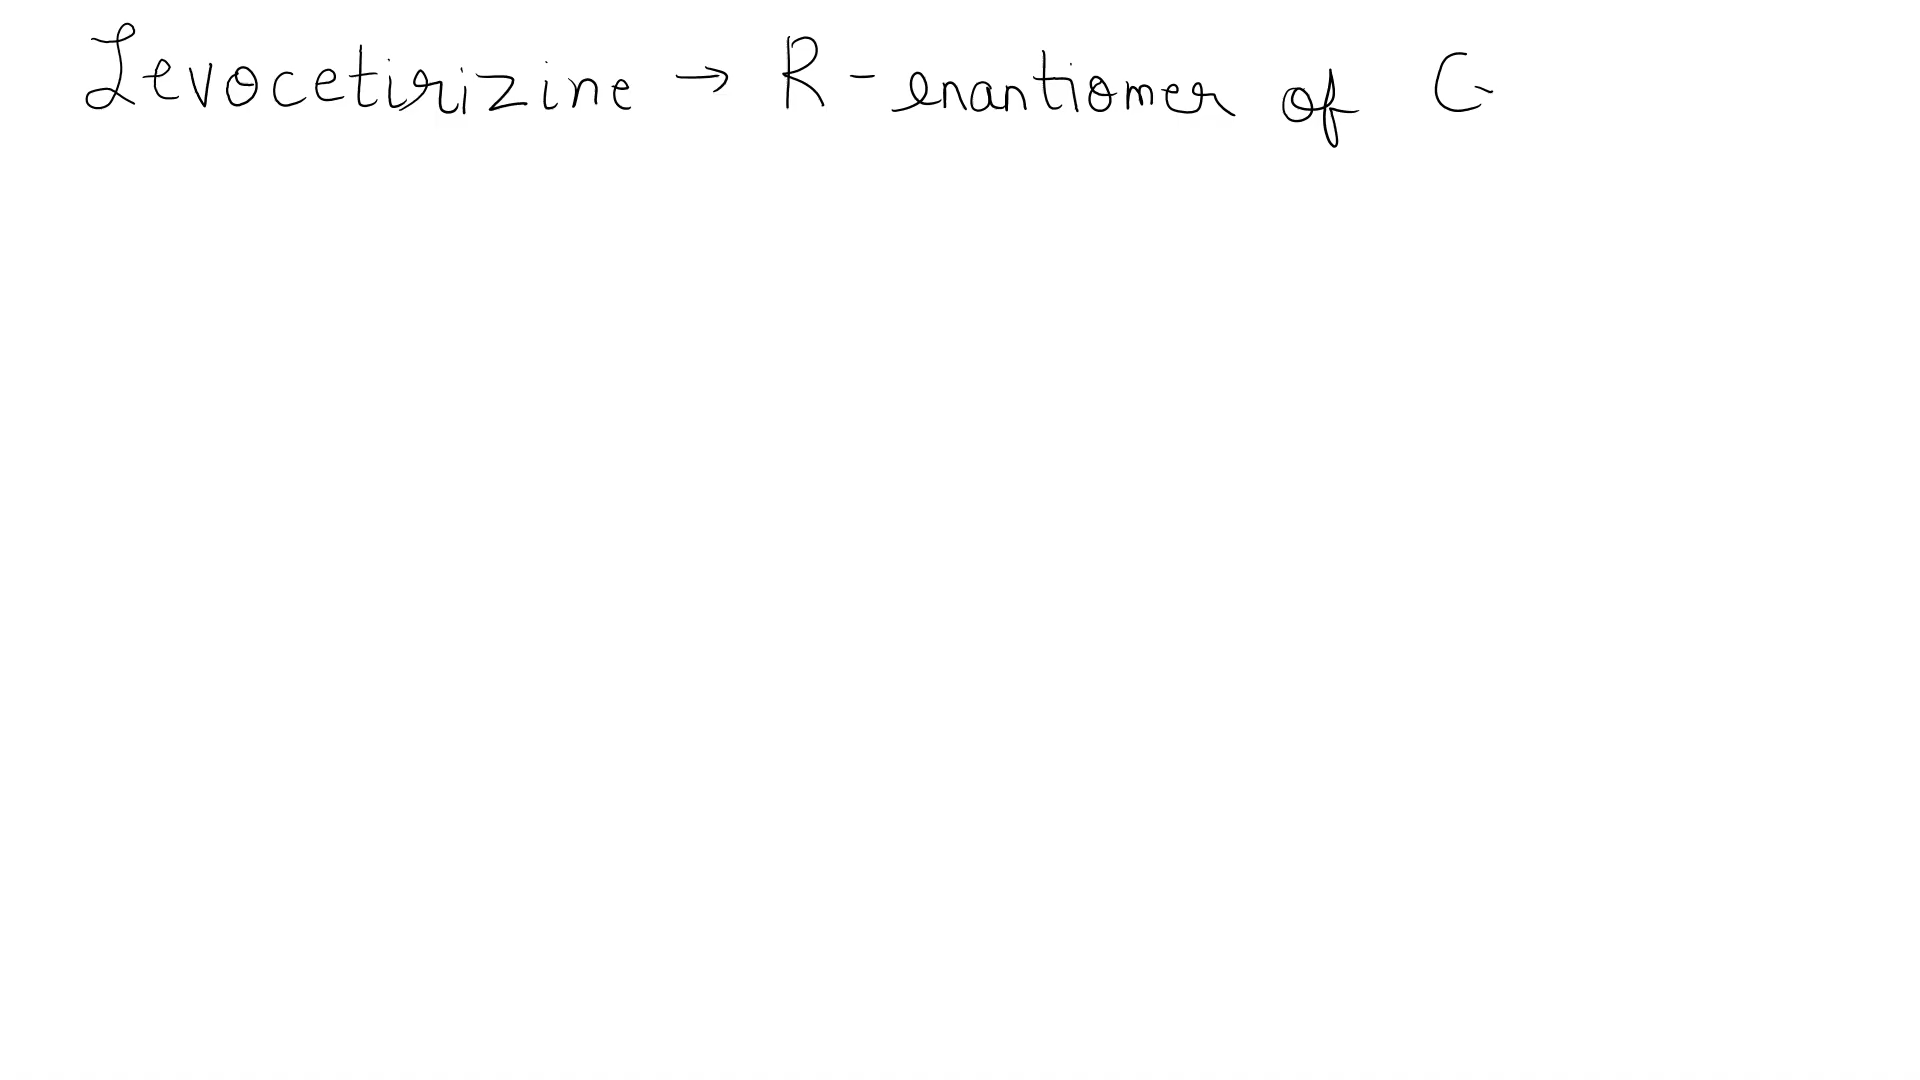 Levocetirizine → R-enantiomer of C